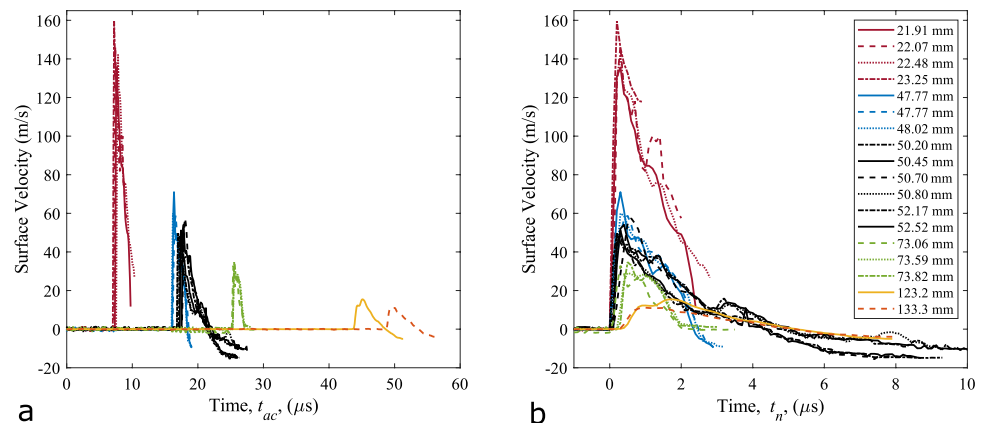 160
140
120
100
80
60
40
20
0
-20
Surface Velocity (m/s)
0
10
20
30
40
50
60
Time, t_ac, (μs)
a
160
140
120
100
80
60
40
20
0
-20
Surface Velocity (m/s)
0
2
4
6
8
10
Time, t_n, (μs)
b
21.91 mm
22.07 mm
22.48 mm
23.25 mm
47.77 mm
47.77 mm
48.02 mm
50.20 mm
50.45 mm
50.70 mm
50.80 mm
52.17 mm
52.52 mm
73.06 mm
73.59 mm
73.82 mm
123.2 mm
133.3 mm